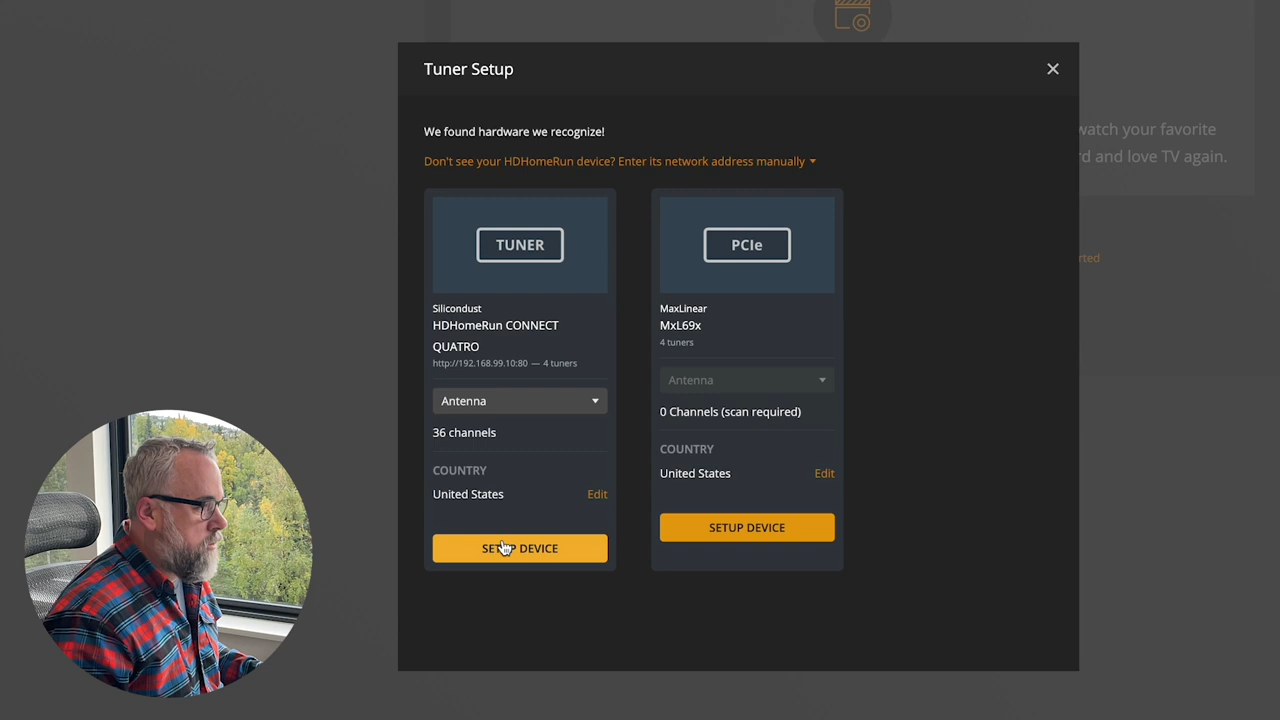 Tuner Setup
We found hardware we recognize!
Don't see your HDHomeRun device? Enter its network address manually
TUNER
Silicondust
HDHomeRun CONNECT
QUATRO
http://192.168.99.10:80 — 4 tuners
Antenna
36 channels
COUNTRY
United States Edit
SETUP DEVICE
PCIe
MaxLinear
MxL69x
4 tuners
Antenna
0 Channels (scan required)
COUNTRY
United States Edit
SETUP DEVICE
watch your favorite
rd and love TV again.
rted